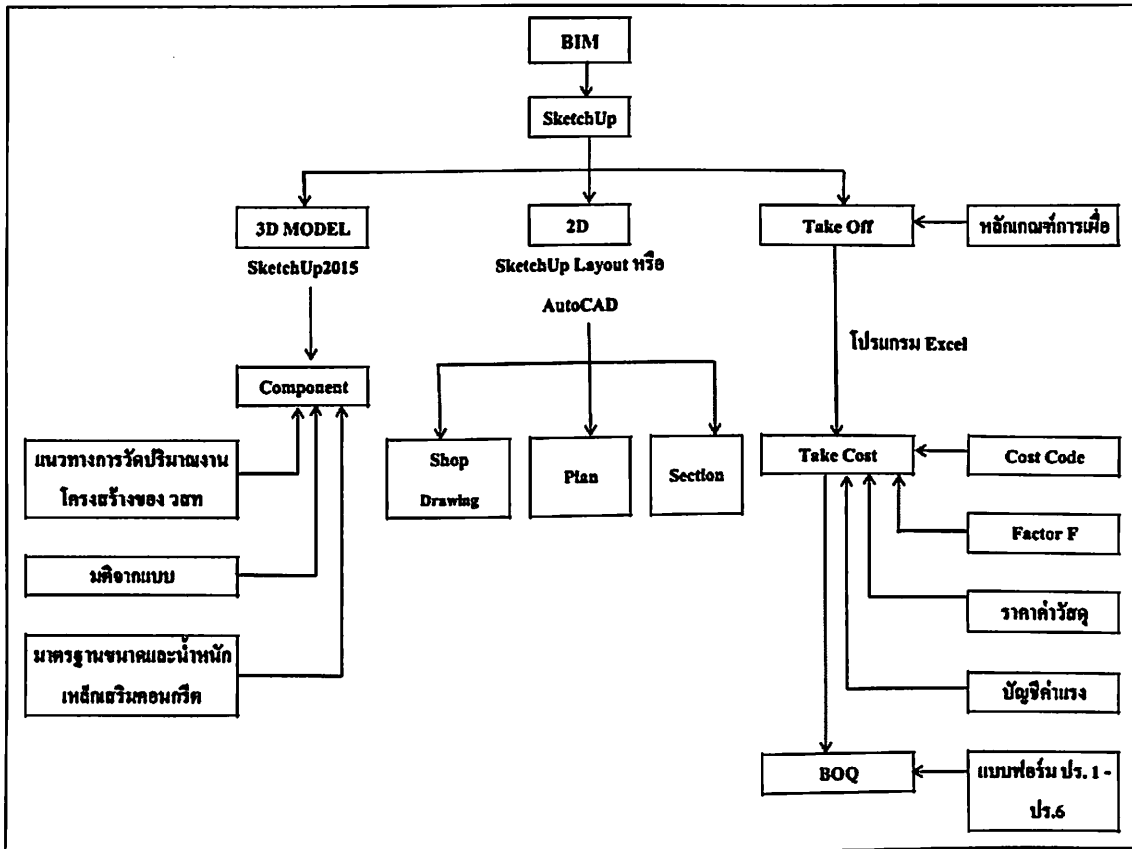 BIM
SketchUp
3D MODEL
2D
Take Off
หลักเกณฑ์การเผื่อ
SketchUp2015
SketchUp Layout หรือ
AutoCAD
โปรแกรม Excel
Component
แนวทางการวัดปริมาณงาน
โครงสร้างของ วสท
Shop
Drawing
Plan
Section
Take Cost
Cost Code
Factor F
มติจากแบบ
ราคาค่าวัสดุ
มาตรฐานขนาดและน้ำหนัก
เหล็กเสริมคอนกรีต
บัญชีค่าแรง
BOQ
แบบฟอร์ม ปร. 1 -
ปร.6